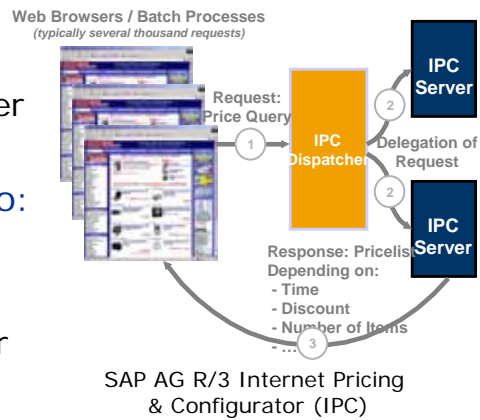 Web Browsers / Batch Processes
(typically several thousand requests)
er
o:
r
Request:
Price Query
1
IPC
Dispatcher
2
IPC
Server
Delegation of
Request
2
IPC
Server
Response: Pricelist
Depending on:
- Time
- Discount
- Number of Items
- ...
3
SAP AG R/3 Internet Pricing
& Configurator (IPC)